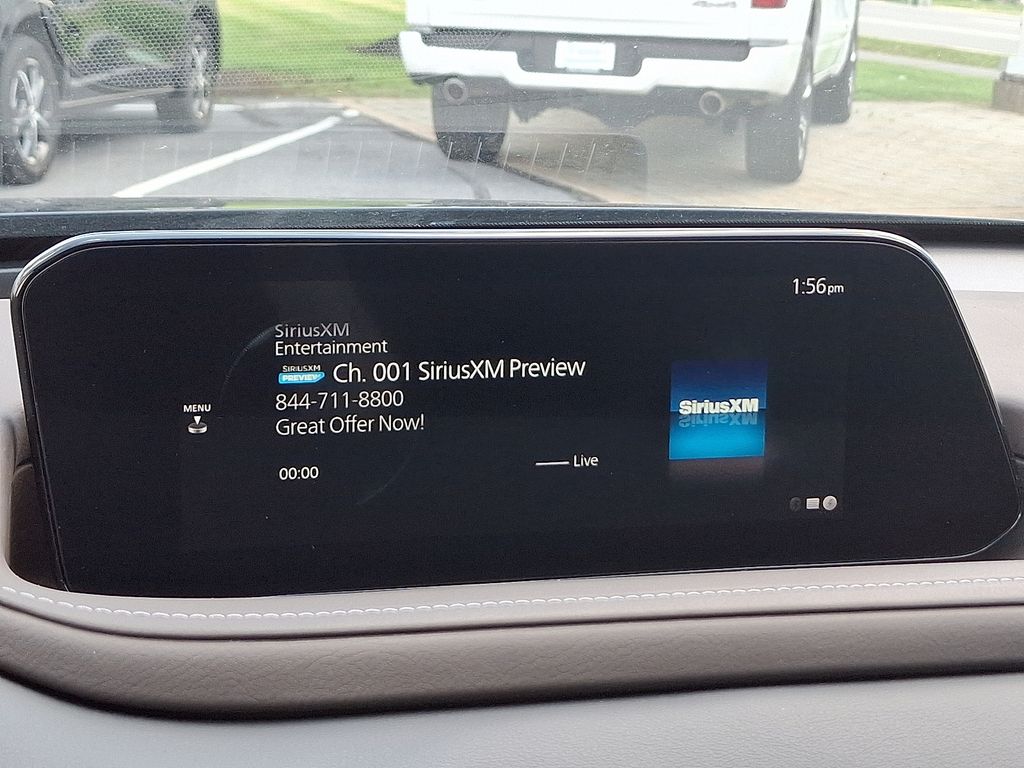 1:56pm
SiriusXM
Entertainment
SIRIUSXM
PREVIEW
Ch. 001 SiriusXM Preview
844-711-8800
Great Offer Now!
MENU
SiriusXM
00:00
Live